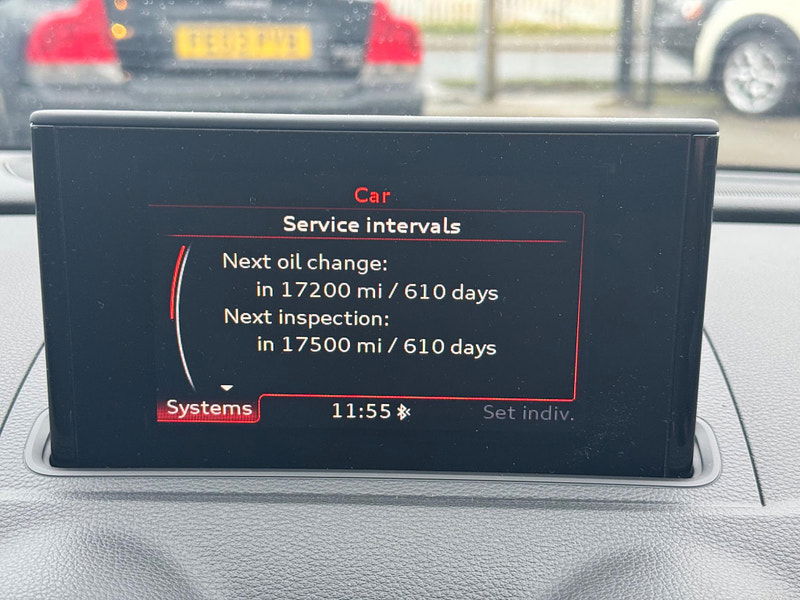 Car
Service intervals
Next oil change:
in 17200 mi / 610 days
Next inspection:
in 17500 mi / 610 days
Systems
11:55
Set indiv.